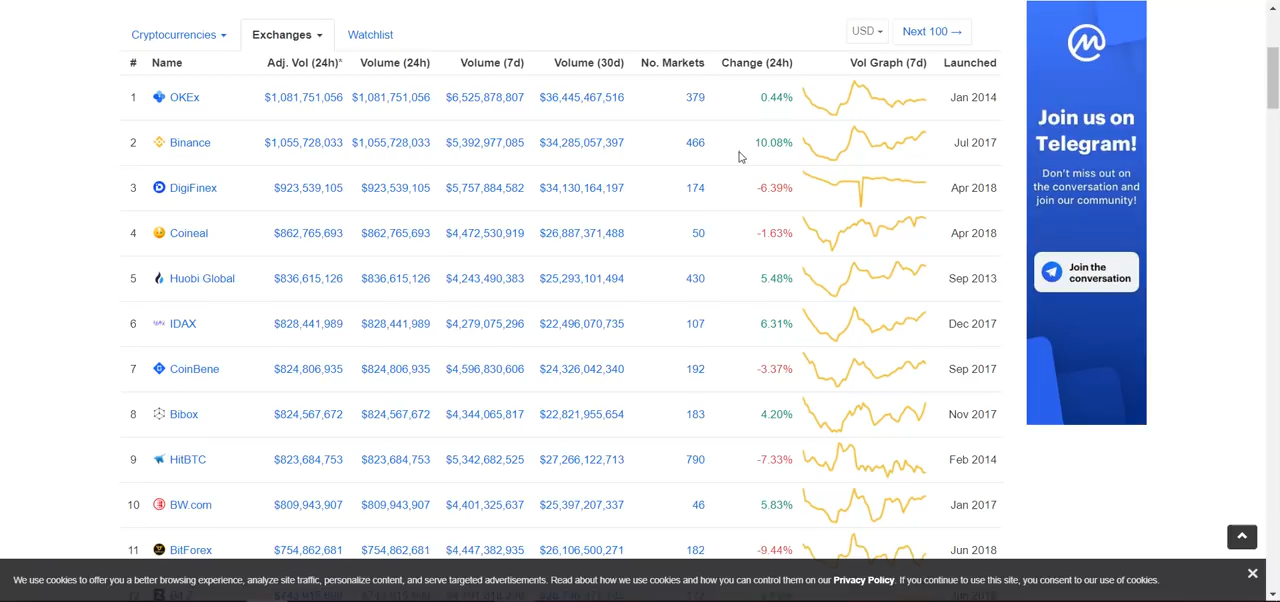 Cryptocurrencies Exchanges Watchlist USD Next 100 →
# Name Adj. Vol (24h)* Volume (24h) Volume (7d) Volume (30d) No. Markets Change (24h) Vol Graph (7d) Launched
1 OKEx $1,081,751,056 $1,081,751,056 $6,525,878,807 $36,445,467,516 379 0.44% Jan 2014
2 Binance $1,055,728,033 $1,055,728,033 $5,392,977,085 $34,285,057,397 466 10.08% Jul 2017
3 DigiFinex $923,539,105 $923,539,105 $5,757,884,582 $34,130,164,197 174 -6.39% Apr 2018
4 Coineal $862,765,693 $862,765,693 $4,472,530,919 $26,887,371,488 50 -1.63% Apr 2018
5 Huobi Global $836,615,126 $836,615,126 $4,243,490,383 $25,293,101,494 430 5.48% Sep 2013
6 IDAX $828,441,989 $828,441,989 $4,279,075,296 $22,496,070,735 107 6.31% Dec 2017
7 CoinBene $824,806,935 $824,806,935 $4,596,830,606 $24,326,042,340 192 -3.37% Sep 2017
8 Bibox $824,567,672 $824,567,672 $4,344,065,817 $22,821,955,654 183 4.20% Nov 2017
9 HitBTC $823,684,753 $823,684,753 $5,342,682,525 $27,266,122,713 790 -7.33% Feb 2014
10 BW.com $809,943,907 $809,943,907 $4,401,325,637 $25,397,207,337 46 5.83% Jan 2017
11 BitForex $754,862,681 $754,862,681 $4,447,382,935 $26,106,500,271 182 -9.44% Jun 2018
Join us on
Telegram!
Don't miss out on
the conversation and
join our community!
Join the
conversation
We use cookies to offer you a better browsing experience, analyze site traffic, personalize content, and serve targeted advertisements. Read about how we use cookies and how you can control them on our Privacy Policy. If you continue to use this site, you consent to our use of cookies.